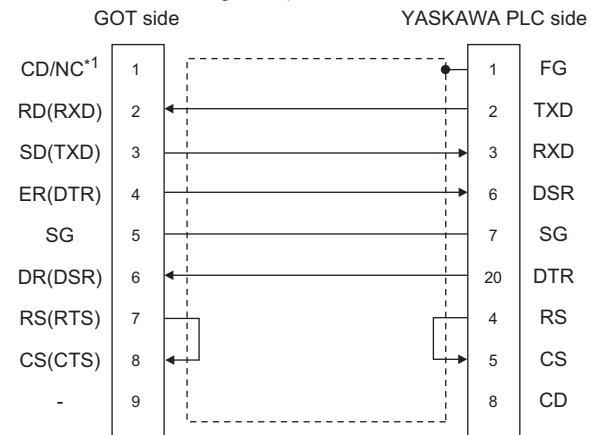 GOT side YASKAWA PLC side
CD/NC*1 1 1 FG
RD(RXD) 2 2 TXD
SD(TXD) 3 3 RXD
ER(DTR) 4 6 DSR
SG 5 7 SG
DR(DSR) 6 20 DTR
RS(RTS) 7 4 RS
CS(CTS) 8 5 CS
- 9 8 CD